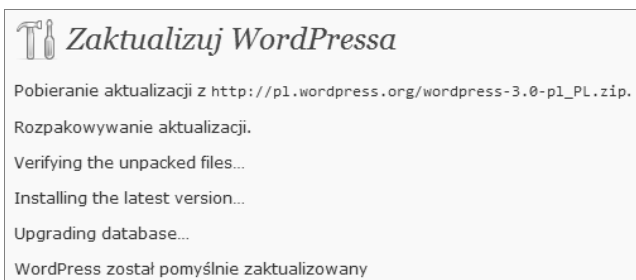 Zaktualizuj WordPressa
Pobieranie aktualizacji z http://pl.wordpress.org/wordpress-3.0-pl_PL.zip.
Rozpakowywanie aktualizacji.
Verifying the unpacked files...
Installing the latest version...
Upgrading database...
WordPress został pomyślnie zaktualizowany